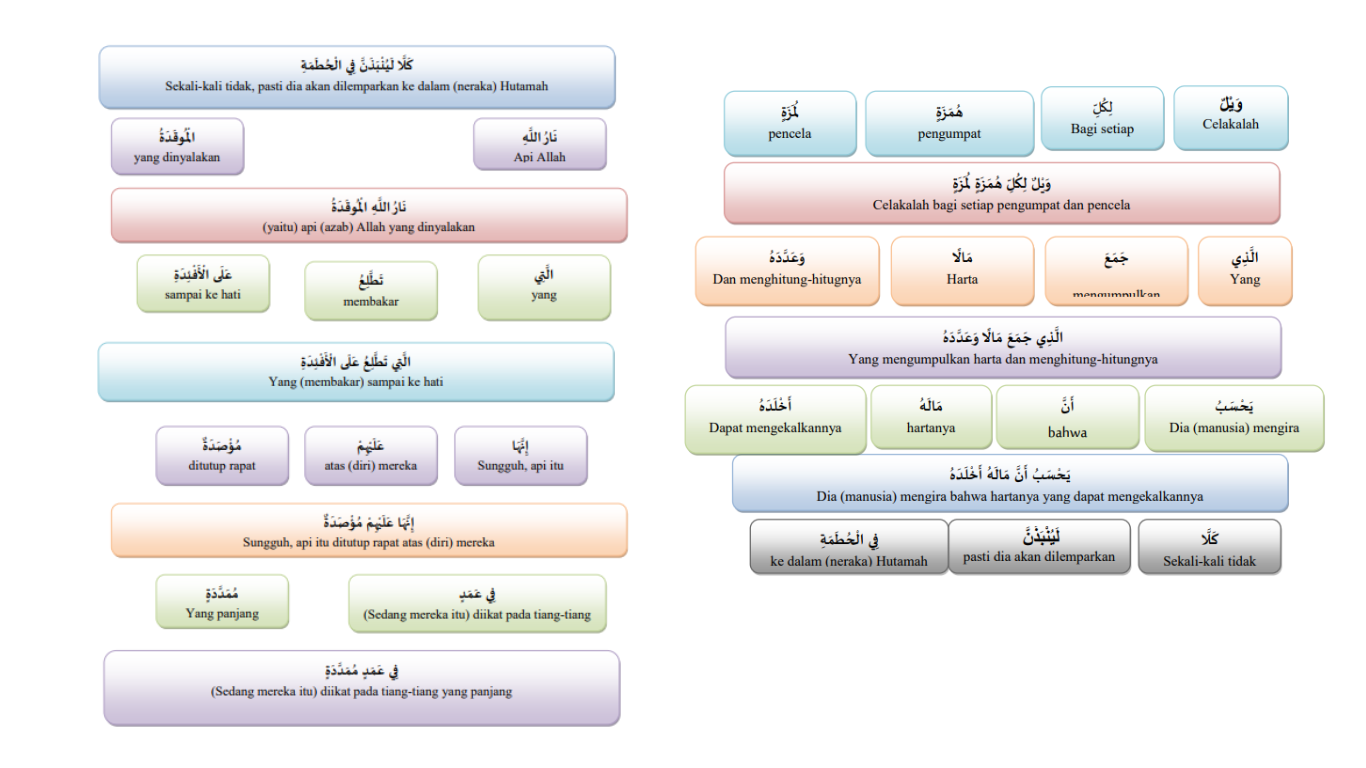 وَيْلٌ
Celakalah
لِكُلِّ
Bagi setiap
هُمَزَةٍ
pengumpat
لُمَزَةٍ
pencela
وَيْلٌ لِكُلِّ هُمَزَةٍ لُمَزَةٍ
Celakalah bagi setiap pengumpat dan pencela
الَّذِي
Yang
جَمَعَ
mengumpulkan
مَالًا
Harta
وَعَدَّدَهُ
Dan menghitung-hitugnya
الَّذِي جَمَعَ مَالًا وَعَدَّدَهُ
Yang mengumpulkan harta dan menghitung-hitungnya
يَحْسَبُ
Dia (manusia) mengira
أَنَّ
bahwa
مَالَهُ
hartanya
أَخْلَدَهُ
Dapat mengekalkannya
يَحْسَبُ أَنَّ مَالَهُ أَخْلَدَهُ
Dia (manusia) mengira bahwa hartanya yang dapat mengekalkannya
كَلَّا
Sekali-kali tidak
لَيُنْبَذَنَّ
pasti dia akan dilemparkan
فِي الْحُطَمَةِ
ke dalam (neraka) Hutamah
كَلَّا لَيُنْبَذَنَّ فِي الْحُطَمَةِ
Sekali-kali tidak, pasti dia akan dilemparkan ke dalam (neraka) Hutamah
نَارُ اللَّهِ
Api Allah
الْمُوقَدَةُ
yang dinyalakan
نَارُ اللَّهِ الْمُوقَدَةُ
(yaitu) api (azab) Allah yang dinyalakan
الَّتِي
yang
تَطَّلِعُ
membakar
عَلَى الْأَفْئِدَةِ
sampai ke hati
الَّتِي تَطَّلِعُ عَلَى الْأَفْئِدَةِ
Yang (membakar) sampai ke hati
إِنَّهَا
Sungguh, api itu
عَلَيْهِمْ
atas (diri) mereka
مُؤْصَدَةٌ
ditutup rapat
إِنَّهَا عَلَيْهِمْ مُؤْصَدَةٌ
Sungguh, api itu ditutup rapat atas (diri) mereka
فِي عَمَدٍ
(Sedang mereka itu) diikat pada tiang-tiang
مُمَدَّدَةٍ
Yang panjang
فِي عَمَدٍ مُمَدَّدَةٍ
(Sedang mereka itu) diikat pada tiang-tiang yang panjang